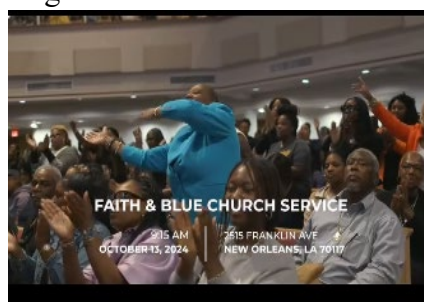 FAITH & BLUE CHURCH SERVICE
9:15 AM
OCTOBER 13, 2024
2515 FRANKLIN AVE
NEW ORLEANS, LA 70117